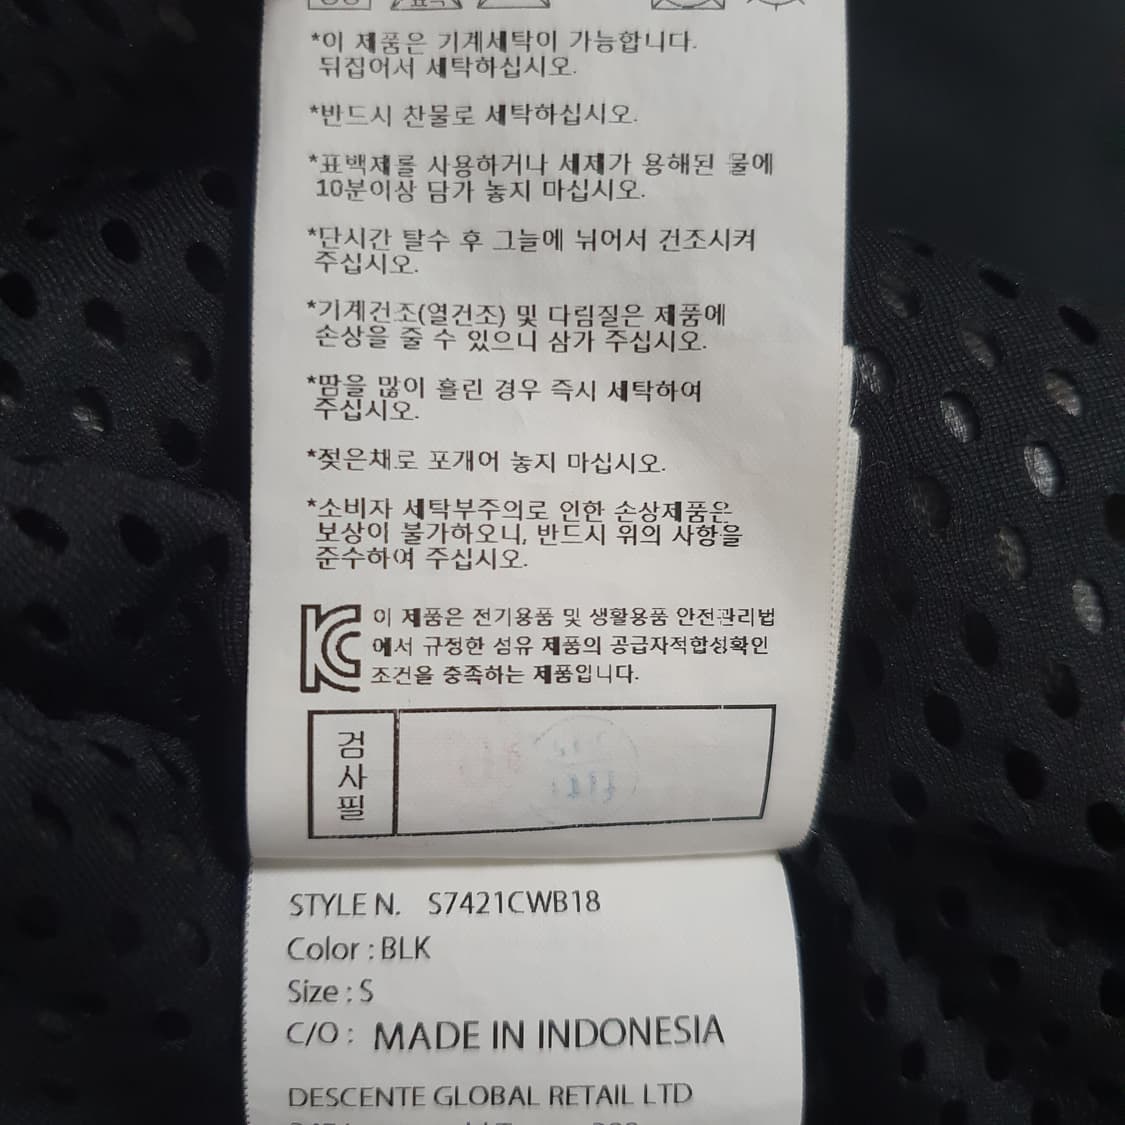 *이 제품은 기계세탁이 가능합니다.
뒤집어서 세탁하십시오.
*반드시 찬물로 세탁하십시오.
*표백제를 사용하거나 세제가 용해된 물에
10분이상 담가 놓지 마십시오.
*단시간 탈수 후 그늘에 뉘어서 건조시켜
주십시오.
*기계건조(열건조) 및 다림질은 제품에
손상을 줄 수 있으니 삼가 주십시오.
*땀을 많이 흘린 경우 즉시 세탁하여
주십시오.
*젖은채로 포개어 놓지 마십시오.
*소비자 세탁부주의로 인한 손상제품은
보상이 불가하오니, 반드시 위의 사항을
준수하여 주십시오.
이 제품은 전기용품 및 생활용품 안전관리법
에서 규정한 섬유 제품의 공급자적합성확인
조건을 충족하는 제품입니다.
검사필
STYLE N. S7421CWB18
Color : BLK
Size : S
C/O : MADE IN INDONESIA
DESCENTE GLOBAL RETAIL LTD